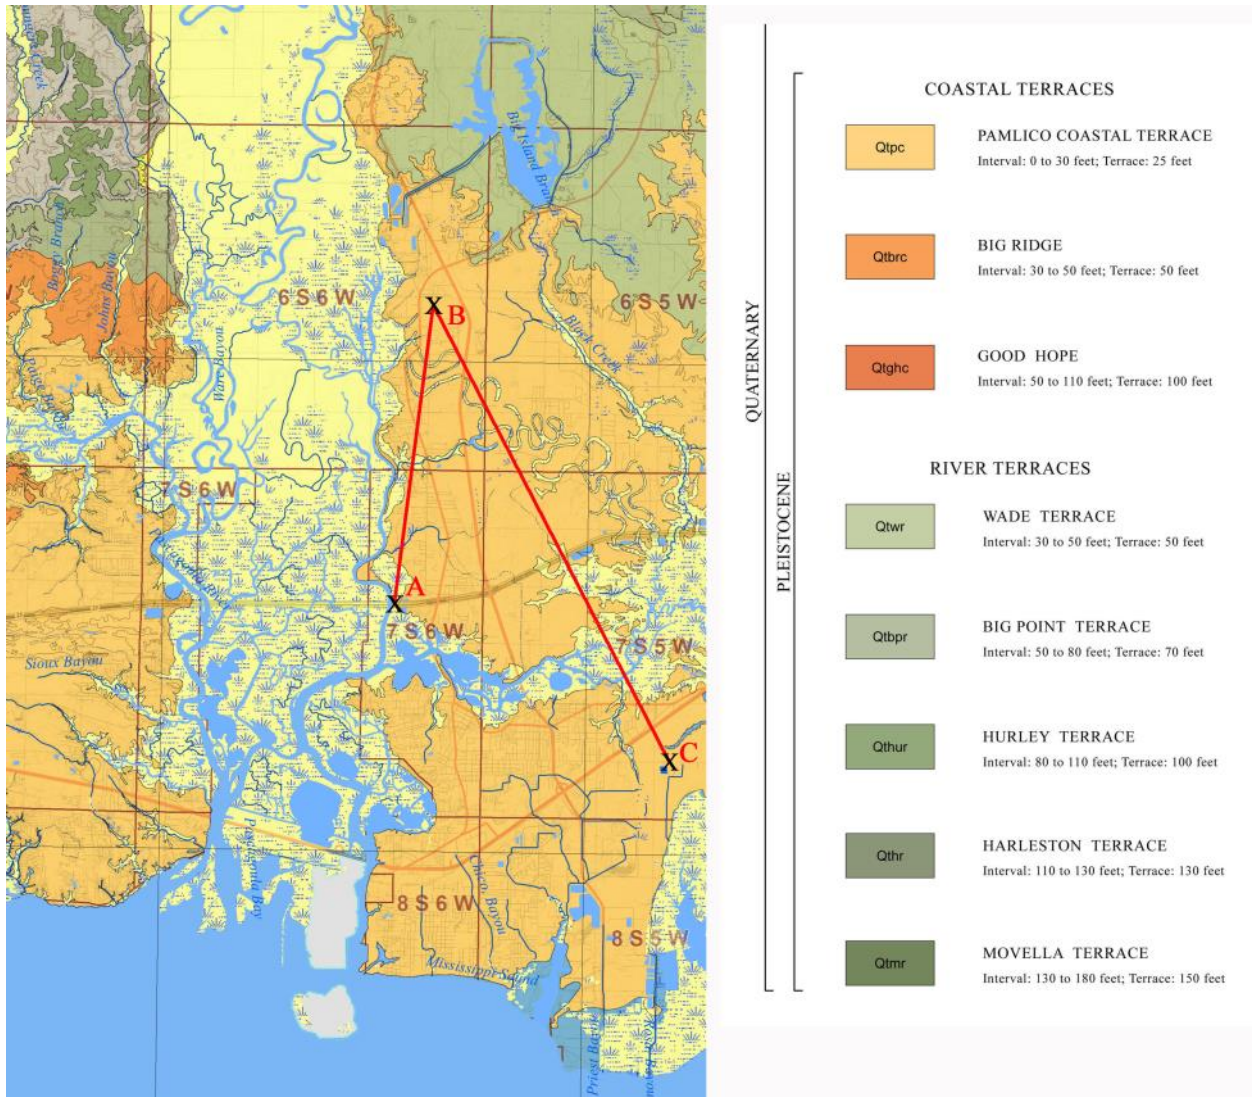 Big Island Branch
Boggy Branch
Johns Bayou
6 S 6 W
6 S 5 W
B
Ware Bayou
Black Creek
Paige Bayou
7 S 6 W
Pascagoula River
A
7 S 6 W
7 S 5 W
Sioux Bayou
C
Pascagoula Bay
Chico Bayou
8 S 6 W
8 S 5 W
Mississippi Sound
Priest Bayou
QUATERNARY
PLEISTOCENE
COASTAL TERRACES
Qtpc
PAMLICO COASTAL TERRACE
Interval: 0 to 30 feet; Terrace: 25 feet
Qtbrc
BIG RIDGE
Interval: 30 to 50 feet; Terrace: 50 feet
Qtghc
GOOD HOPE
Interval: 50 to 110 feet; Terrace: 100 feet
RIVER TERRACES
Qtwr
WADE TERRACE
Interval: 30 to 50 feet; Terrace: 50 feet
Qtbpr
BIG POINT TERRACE
Interval: 50 to 80 feet; Terrace: 70 feet
Qthur
HURLEY TERRACE
Interval: 80 to 110 feet; Terrace: 100 feet
Qthr
HARLESTON TERRACE
Interval: 110 to 130 feet; Terrace: 130 feet
Qtmr
MOVELLA TERRACE
Interval: 130 to 180 feet; Terrace: 150 feet